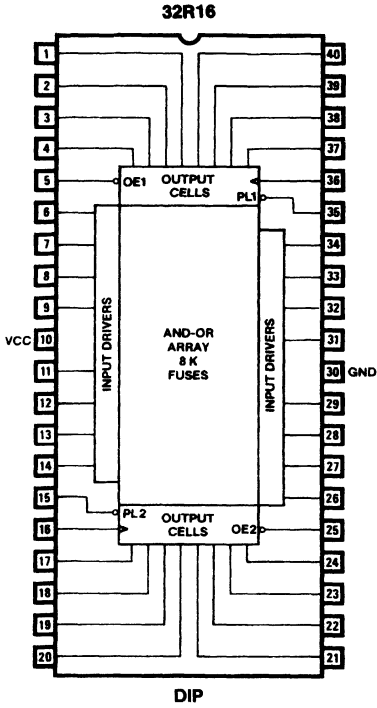 32R16
1 40
2 39
3 38
4 37
5 OE1 OUTPUT CELLS 36
PL1
6 35
7 34
8 33
9 32
VCC 10 31
11 30 GND
12 29
13 28
14 27
INPUT DRIVERS
AND-OR
ARRAY
8 K
FUSES
INPUT DRIVERS
15 26
PL2
16 OUTPUT CELLS OE2 25
17 24
18 23
19 22
20 21
DIP